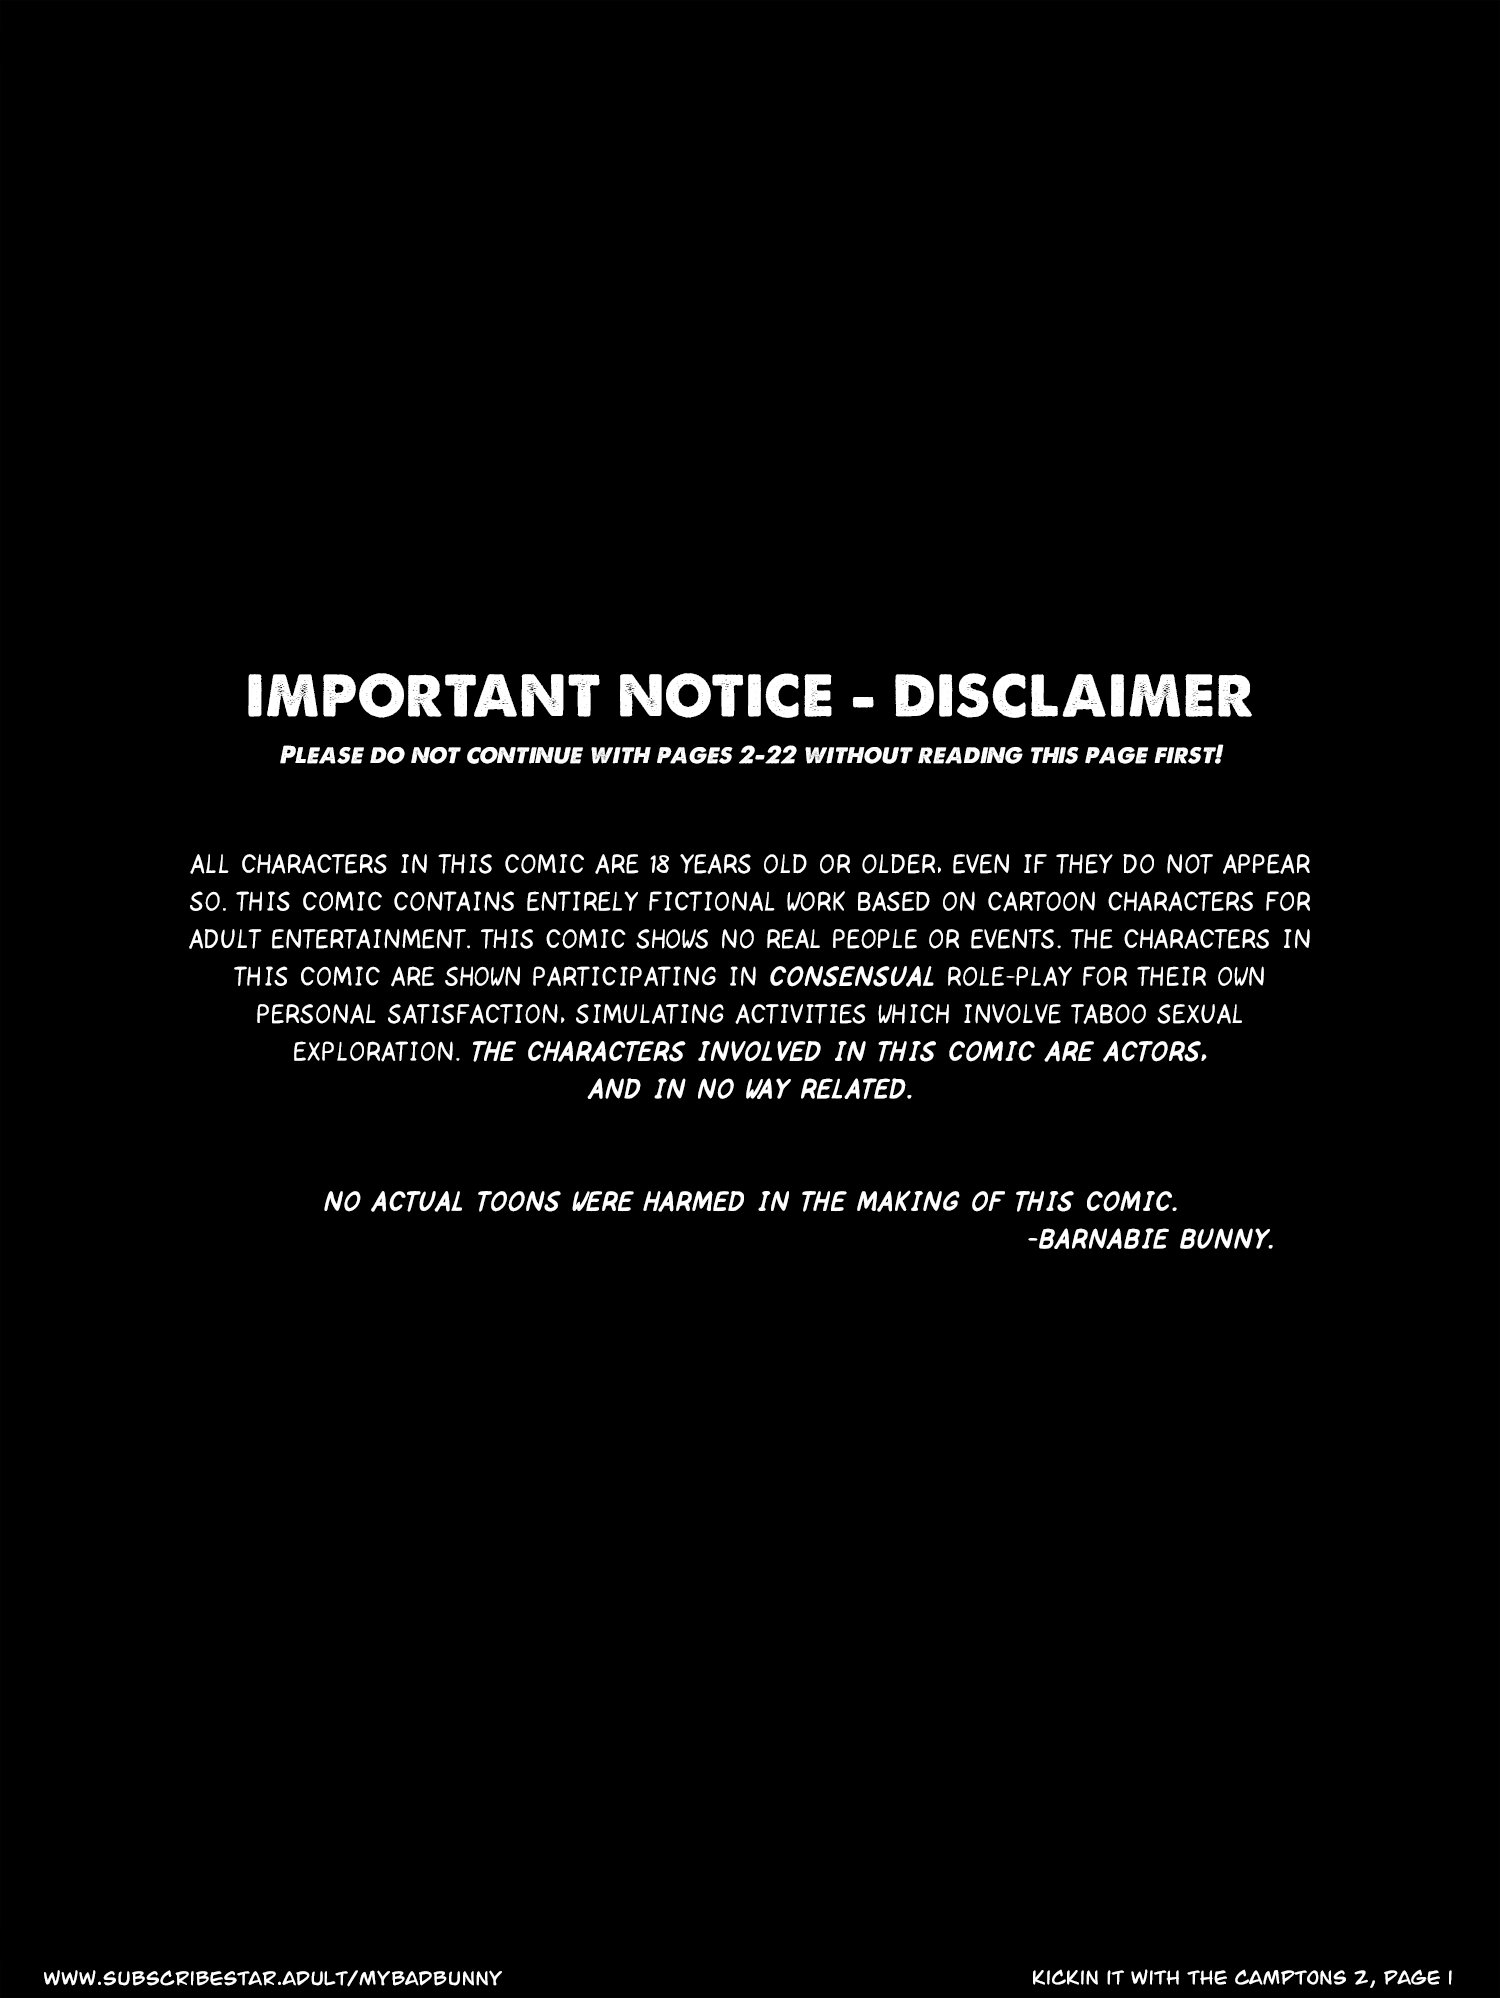 IMPORTANT NOTICE - DISCLAIMER
PLEASE DO NOT CONTINUE WITH PAGES 2-22 WITHOUT READING THIS PAGE FIRST!
ALL CHARACTERS IN THIS COMIC ARE 18 YEARS OLD OR OLDER, EVEN IF THEY DO NOT APPEAR
SO. THIS COMIC CONTAINS ENTIRELY FICTIONAL WORK BASED ON CARTOON CHARACTERS FOR
ADULT ENTERTAINMENT. THIS COMIC SHOWS NO REAL PEOPLE OR EVENTS. THE CHARACTERS IN
THIS COMIC ARE SHOWN PARTICIPATING IN CONSENSUAL ROLE-PLAY FOR THEIR OWN
PERSONAL SATISFACTION, SIMULATING ACTIVITIES WHICH INVOLVE TABOO SEXUAL
EXPLORATION. THE CHARACTERS INVOLVED IN THIS COMIC ARE ACTORS,
AND IN NO WAY RELATED.
NO ACTUAL TOONS WERE HARMED IN THE MAKING OF THIS COMIC.
-BARNABIE BUNNY.
WWW.SUBSCRIBESTAR.ADULT/MYBADBUNNY
KICKIN IT WITH THE CAMPTONS 2, PAGE 1